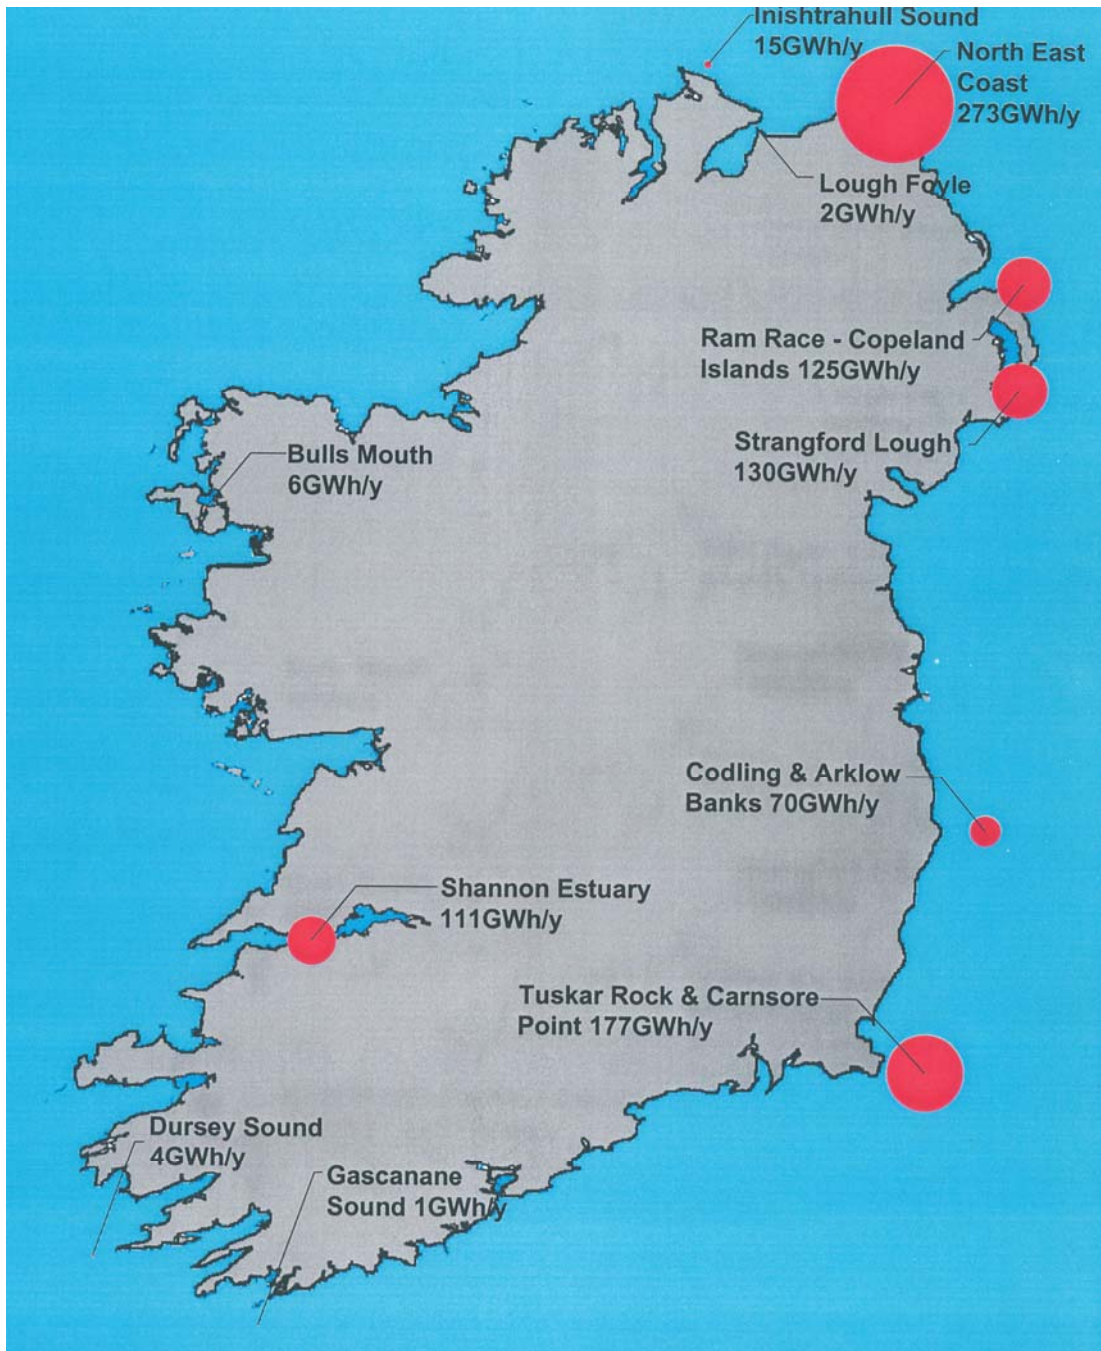 Inishtrahull Sound
15GWh/y
North East
Coast
273GWh/y
Lough Foyle
2GWh/y
Ram Race - Copeland
Islands 125GWh/y
Strangford Lough
130GWh/y
Bulls Mouth
6GWh/y
Codling & Arklow
Banks 70GWh/y
Shannon Estuary
111GWh/y
Tuskar Rock & Carnsore
Point 177GWh/y
Dursey Sound
4GWh/y
Gascanane
Sound 1GWh/y